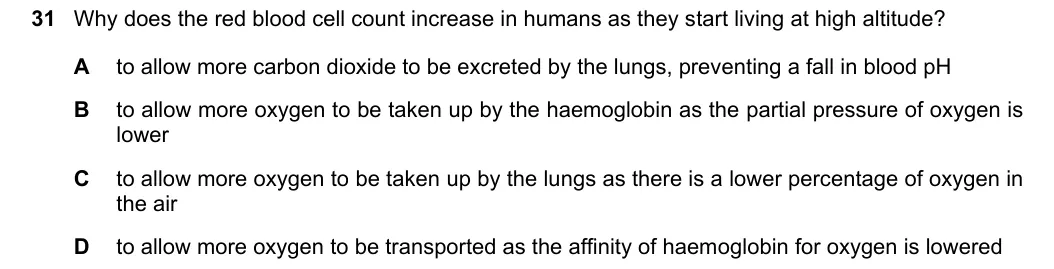 31 Why does the red blood cell count increase in humans as they start living at high altitude?
A to allow more carbon dioxide to be excreted by the lungs, preventing a fall in blood pH
B to allow more oxygen to be taken up by the haemoglobin as the partial pressure of oxygen is
lower
C to allow more oxygen to be taken up by the lungs as there is a lower percentage of oxygen in
the air
D to allow more oxygen to be transported as the affinity of haemoglobin for oxygen is lowered